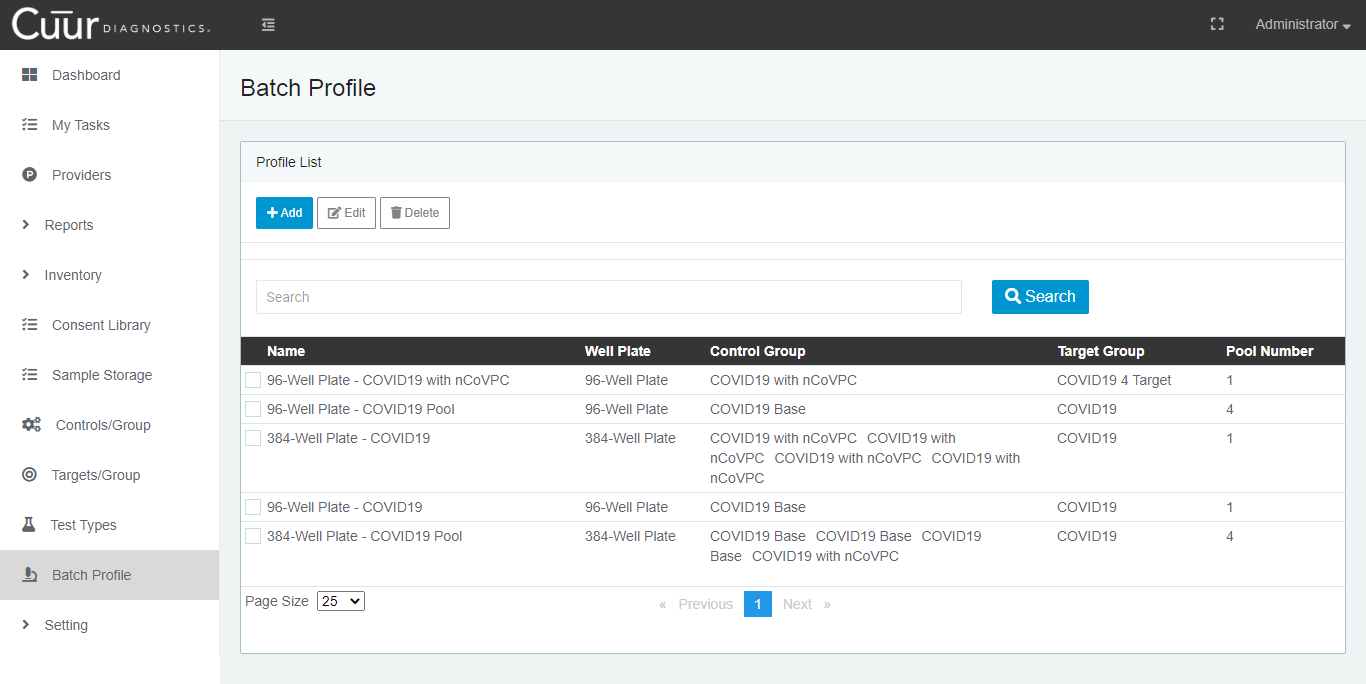 Cūur DIAGNOSTICS.
Administrator
Dashboard
My Tasks
Providers
Reports
Inventory
Consent Library
Sample Storage
Controls/Group
Targets/Group
Test Types
Batch Profile
Setting
Batch Profile
Profile List
Add Edit Delete
Search Search
Name Well Plate Control Group Target Group Pool Number
96-Well Plate - COVID19 with nCoVPC 96-Well Plate COVID19 with nCoVPC COVID19 4 Target 1
96-Well Plate - COVID19 Pool 96-Well Plate COVID19 Base COVID19 4
384-Well Plate - COVID19 384-Well Plate COVID19 with nCoVPC COVID19 with COVID19 1
nCoVPC COVID19 with nCoVPC COVID19 with
nCoVPC
96-Well Plate - COVID19 96-Well Plate COVID19 Base COVID19 1
384-Well Plate - COVID19 Pool 384-Well Plate COVID19 Base COVID19 Base COVID19 COVID19 4
Base COVID19 with nCoVPC
Page Size 25 « Previous 1 Next »